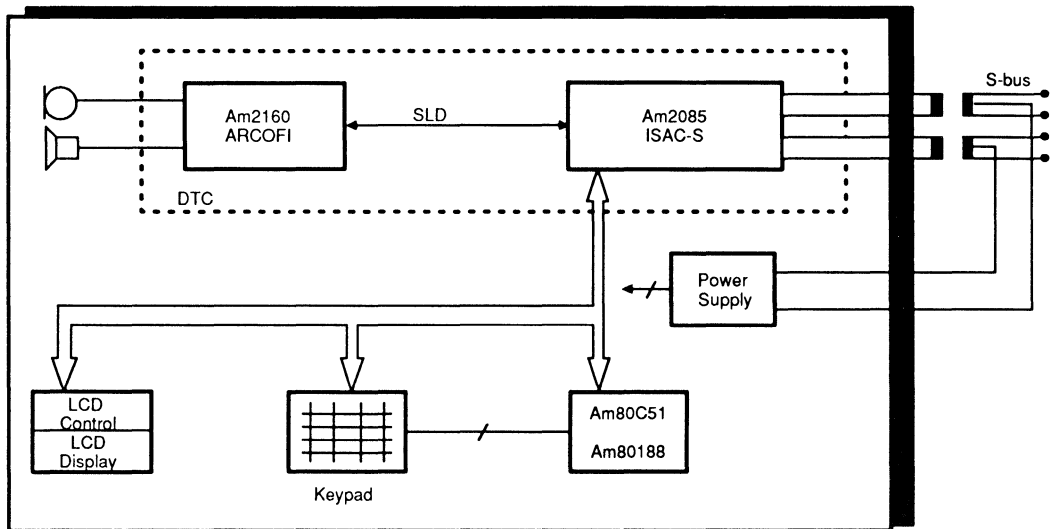 S-bus
Am2160
ARCOFI
SLD
Am2085
ISAC-S
DTC
Power
Supply
LCD
Control
LCD
Display
Keypad
Am80C51
Am80188